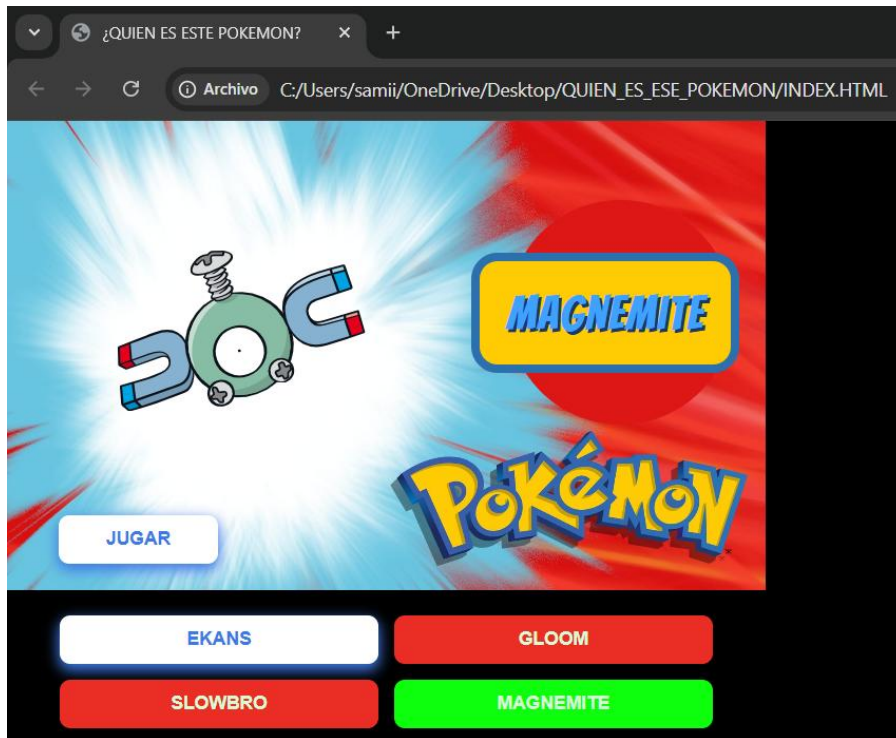 ¿QUIEN ES ESTE POKEMON?
Archivo C:/Users/samii/OneDrive/Desktop/QUIEN_ES_ESE_POKEMON/INDEX.HTML
MAGNEMITE
POKÉMON
JUGAR
EKANS GLOOM
SLOWBRO MAGNEMITE